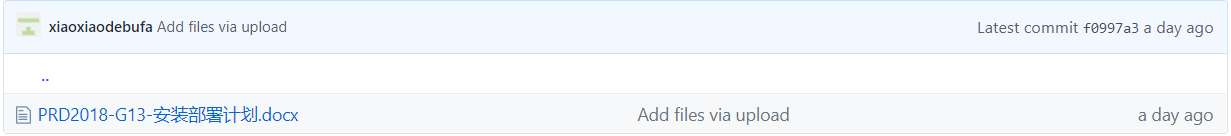 xiaoxiaodebufa Add files via upload Latest commit f0997a3 a day ago
..
PRD2018-G13-安装部署计划.docx Add files via upload a day ago